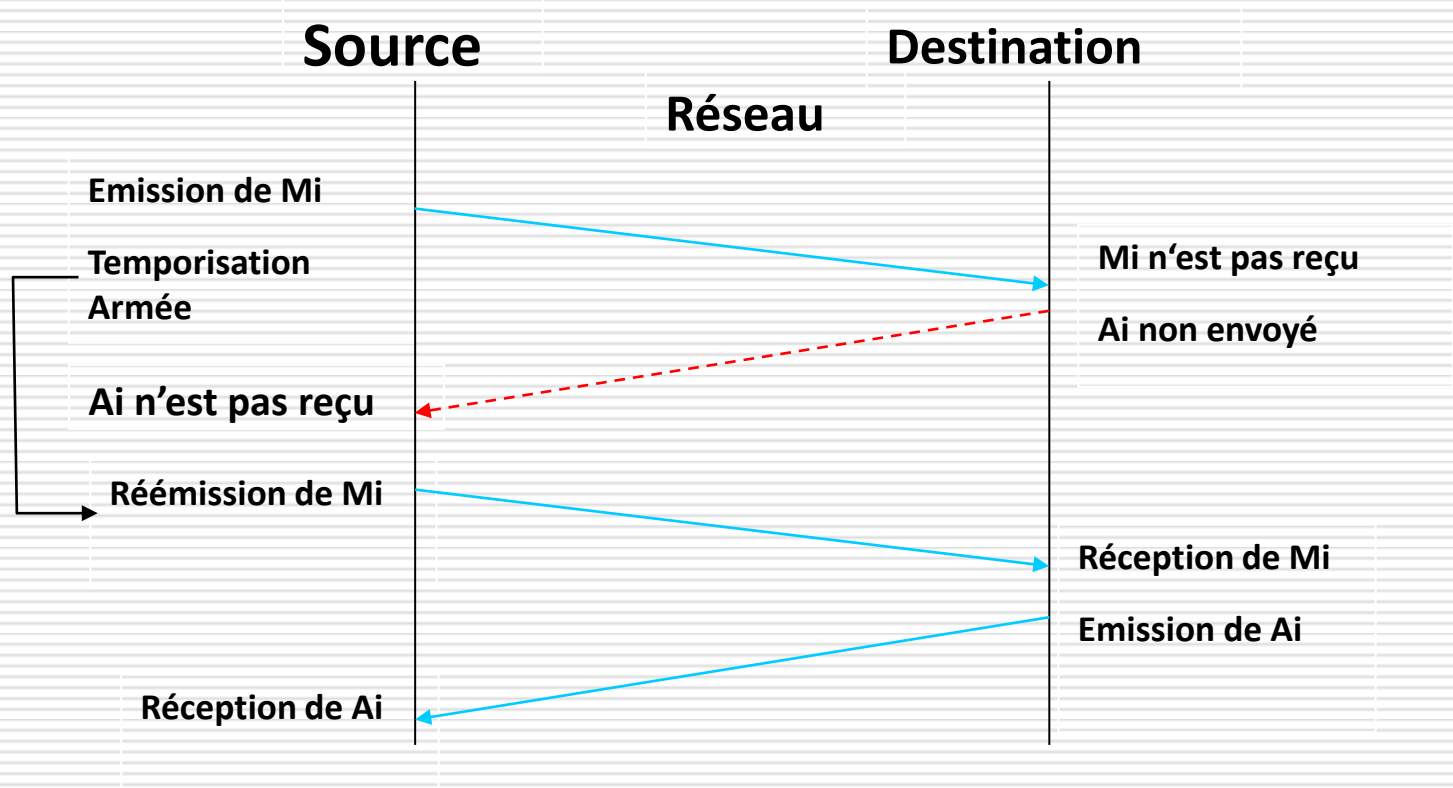 Source
Destination
Réseau
Emission de Mi
Temporisation
Armée
Mi n‘est pas reçu
Ai non envoyé
Ai n’est pas reçu
Réémission de Mi
Réception de Mi
Emission de Ai
Réception de Ai